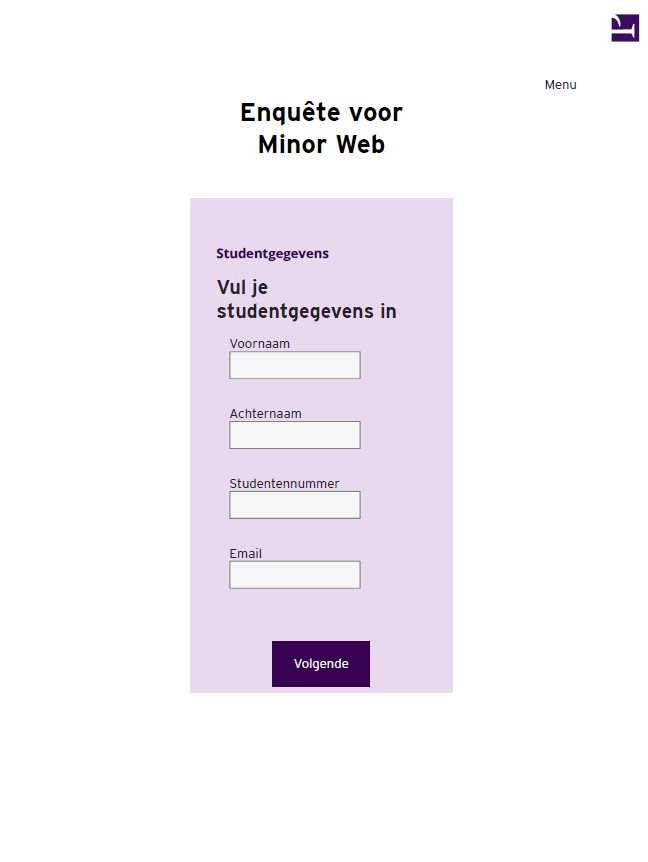 Menu
Enquête voor
Minor Web
Studentgegevens
Vul je
studentgegevens in
Voornaam
Achternaam
Studentennummer
Email
Volgende